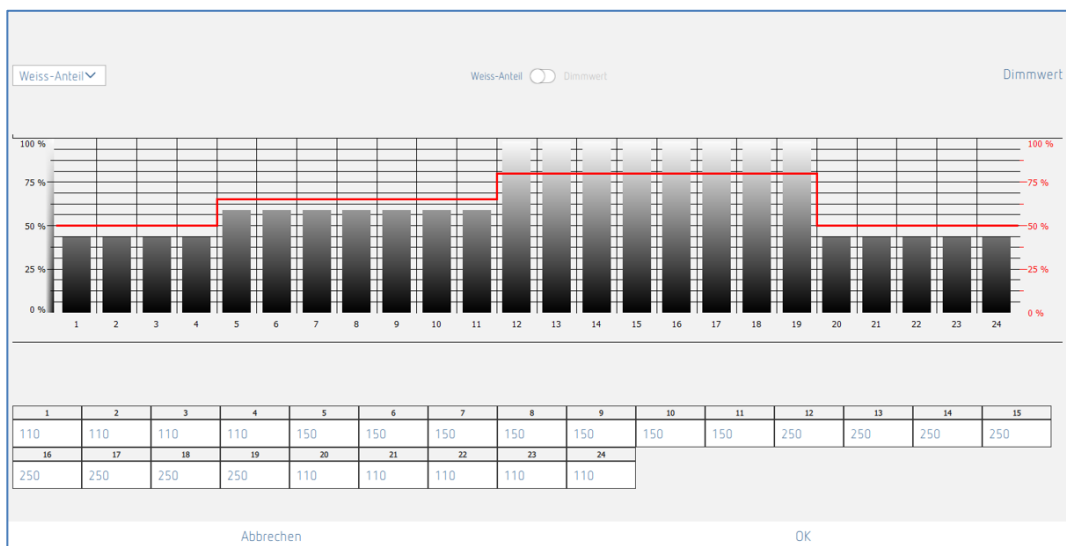 Weiss-Anteil
Weiss-Anteil Dimmwert
Dimmwert
100 % 100 %
75 % 75 %
50 % 50 %
25 % 25 %
0 % 0 %
1 2 3 4 5 6 7 8 9 10 11 12 13 14 15 16 17 18 19 20 21 22 23 24
1 2 3 4 5 6 7 8 9 10 11 12 13 14 15
110 110 110 110 150 150 150 150 150 150 150 250 250 250 250
16 17 18 19 20 21 22 23 24
250 250 250 250 110 110 110 110 110
Abbrechen OK